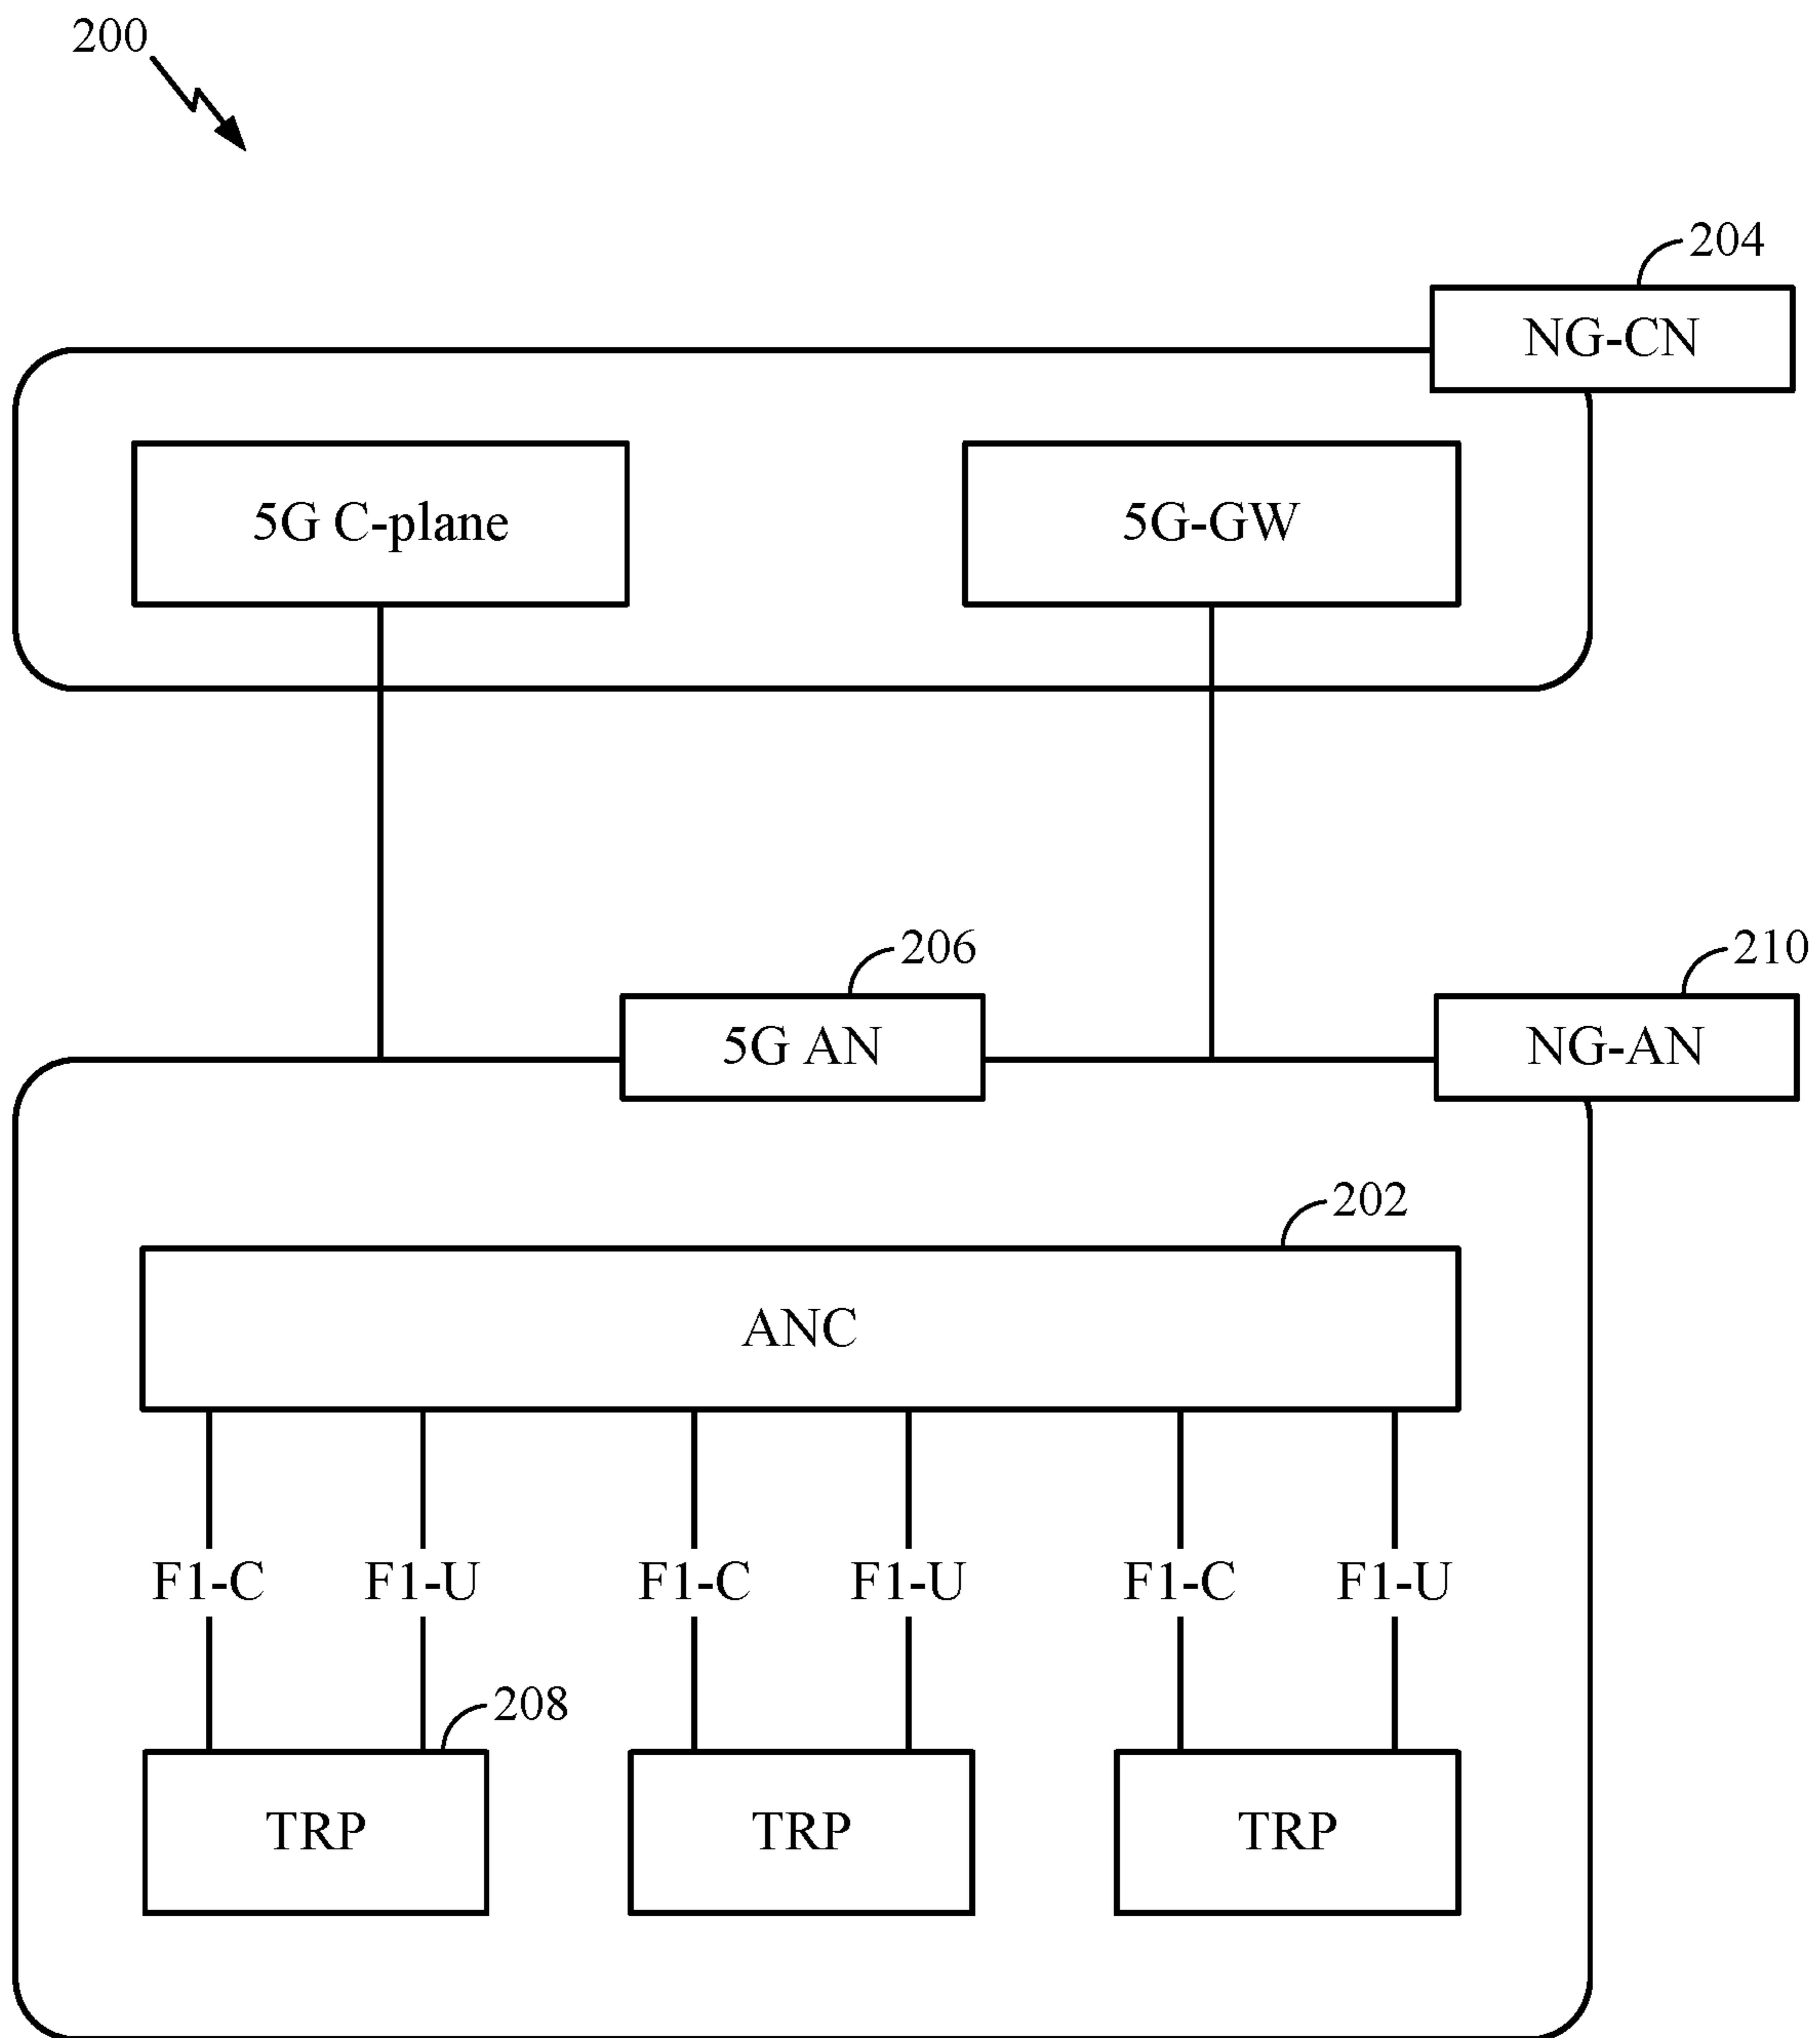 200
204
NG-CN
5G C-plane 5G-GW
206 210
5G AN NG-AN
202
ANC
F1-C F1-U F1-C F1-U F1-C F1-U
208
TRP TRP TRP